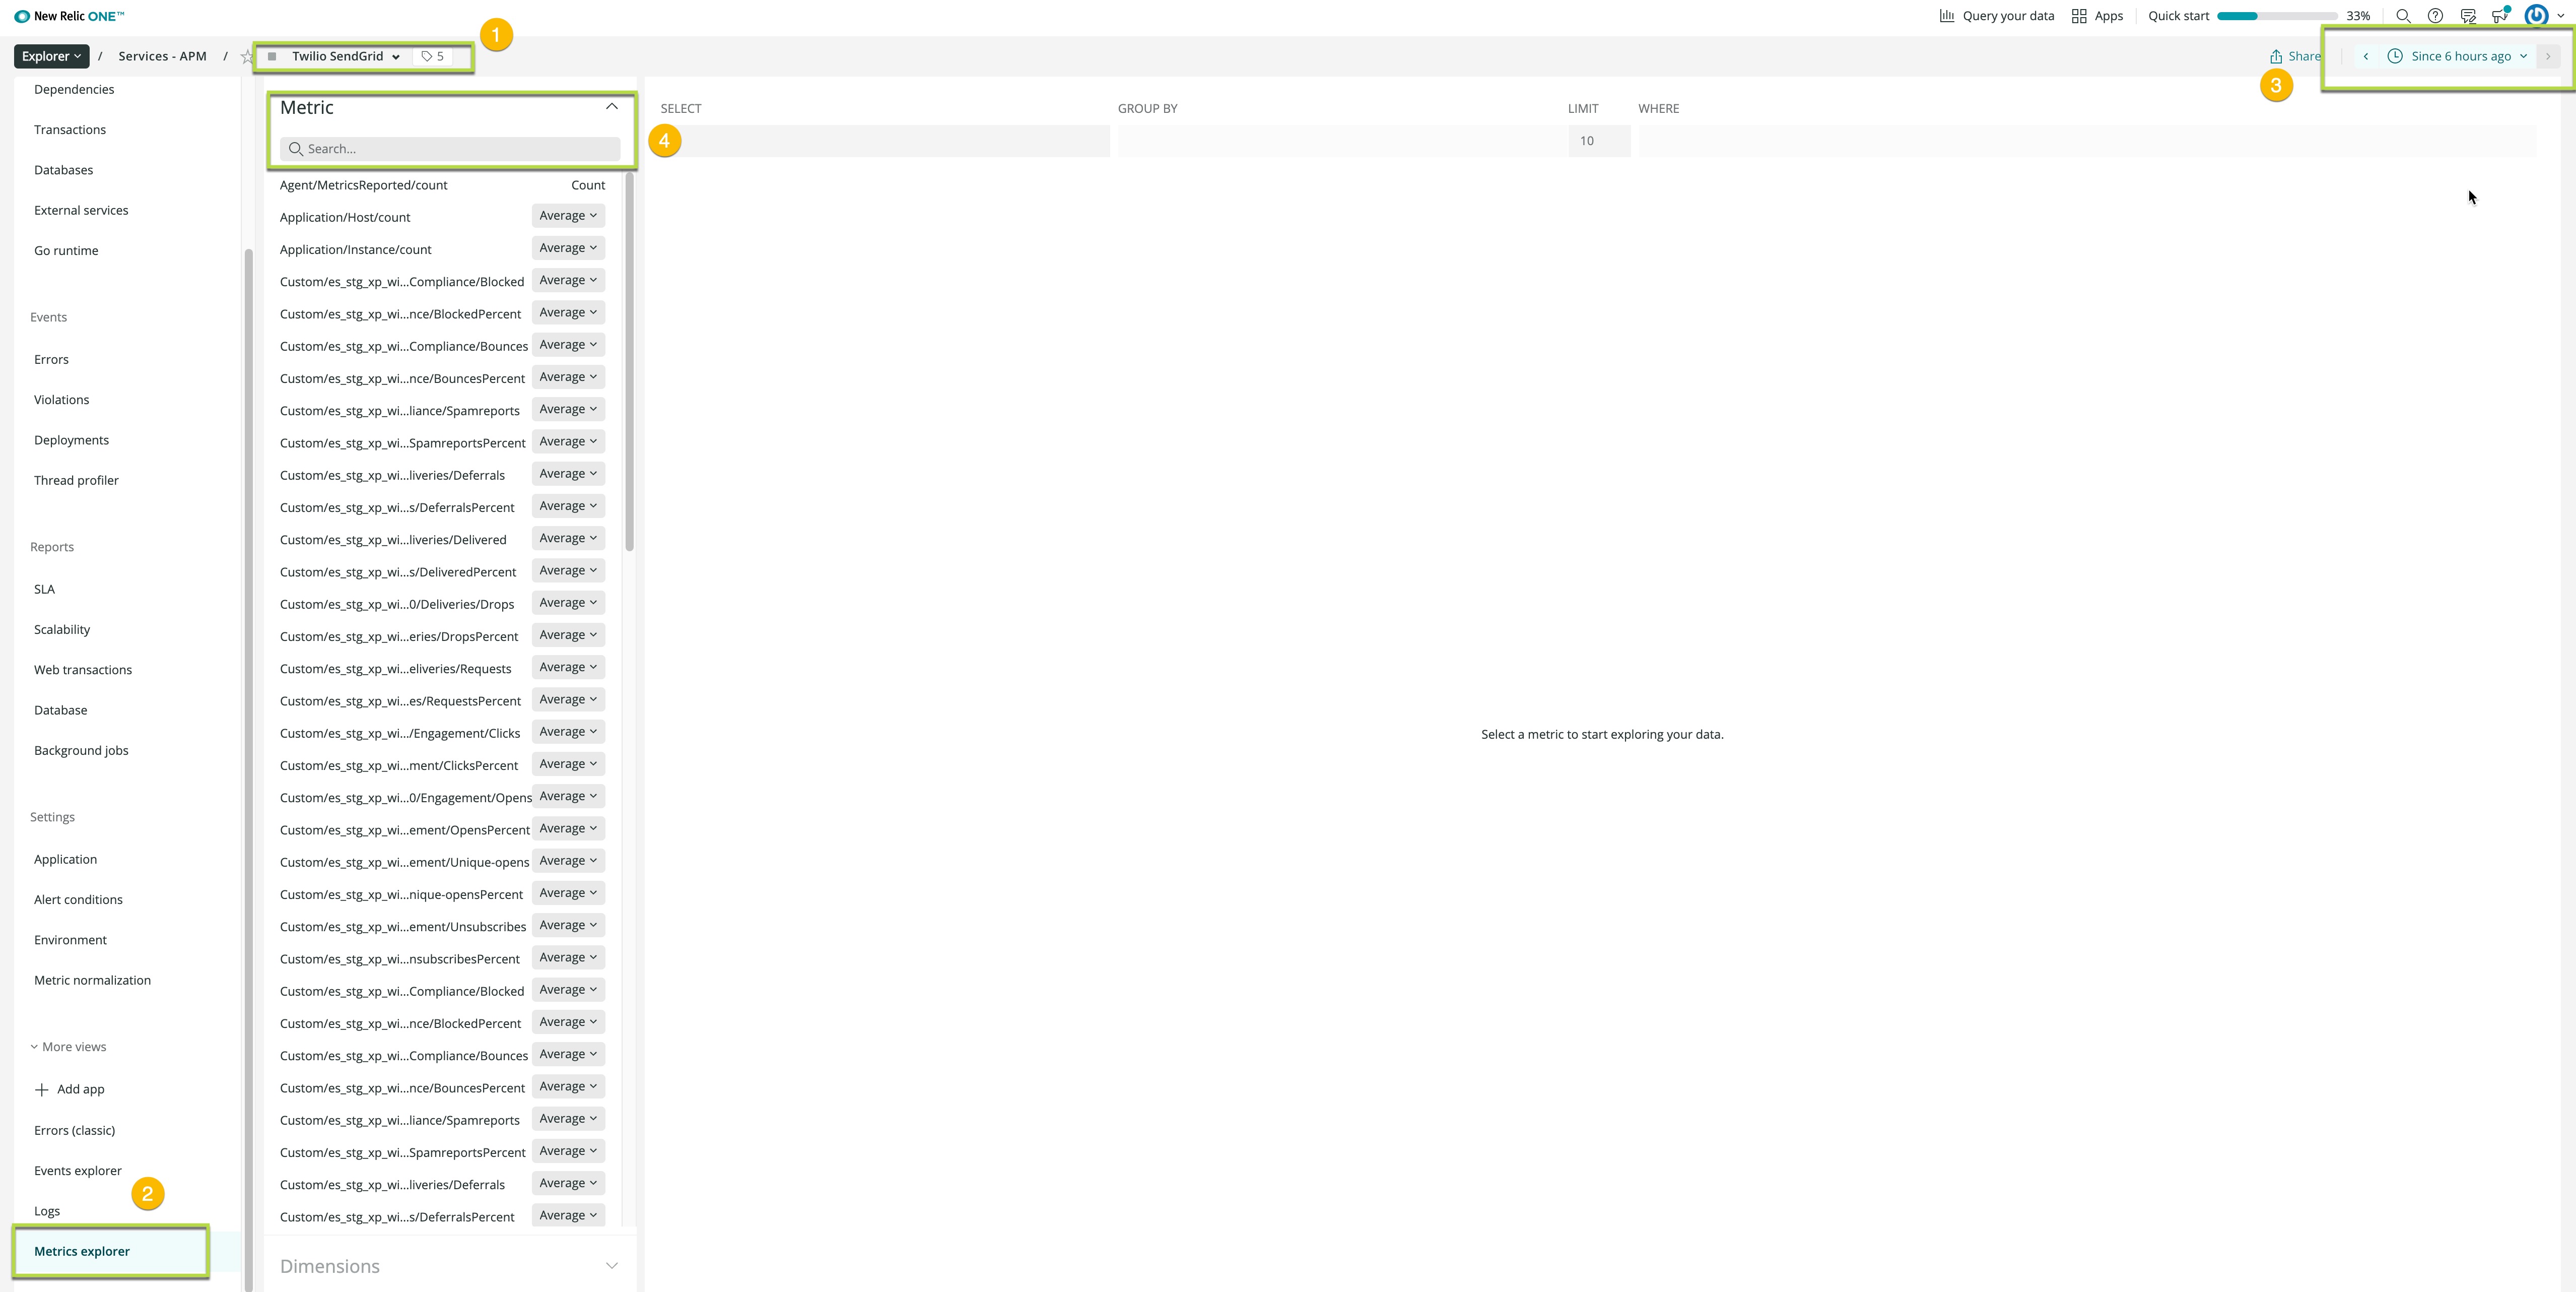 New Relic ONE™
Query your data
Apps
Quick start
33%
1
Explorer / Services - APM /
Twilio SendGrid
5
Share
Since 6 hours ago
3
Dependencies
Transactions
Databases
External services
Go runtime
Events
Errors
Violations
Deployments
Thread profiler
Reports
SLA
Scalability
Web transactions
Database
Background jobs
Settings
Application
Alert conditions
Environment
Metric normalization
More views
Add app
Errors (classic)
Events explorer
2
Logs
Metrics explorer
Metric
Search...
4
Agent/MetricsReported/count Count
Application/Host/count Average
Application/Instance/count Average
Custom/es_stg_xp_wi...Compliance/Blocked Average
Custom/es_stg_xp_wi...nce/BlockedPercent Average
Custom/es_stg_xp_wi...Compliance/Bounces Average
Custom/es_stg_xp_wi...nce/BouncesPercent Average
Custom/es_stg_xp_wi...liance/Spamreports Average
Custom/es_stg_xp_wi...SpamreportsPercent Average
Custom/es_stg_xp_wi...liveries/Deferrals Average
Custom/es_stg_xp_wi...s/DeferralsPercent Average
Custom/es_stg_xp_wi...liveries/Delivered Average
Custom/es_stg_xp_wi...s/DeliveredPercent Average
Custom/es_stg_xp_wi...0/Deliveries/Drops Average
Custom/es_stg_xp_wi...eries/DropsPercent Average
Custom/es_stg_xp_wi...eliveries/Requests Average
Custom/es_stg_xp_wi...es/RequestsPercent Average
Custom/es_stg_xp_wi.../Engagement/Clicks Average
Custom/es_stg_xp_wi...ment/ClicksPercent Average
Custom/es_stg_xp_wi...0/Engagement/Opens Average
Custom/es_stg_xp_wi...ement/OpensPercent Average
Custom/es_stg_xp_wi...ement/Unique-opens Average
Custom/es_stg_xp_wi...nique-opensPercent Average
Custom/es_stg_xp_wi...ement/Unsubscribes Average
Custom/es_stg_xp_wi...nsubscribesPercent Average
Custom/es_stg_xp_wi...Compliance/Blocked Average
Custom/es_stg_xp_wi...nce/BlockedPercent Average
Custom/es_stg_xp_wi...Compliance/Bounces Average
Custom/es_stg_xp_wi...nce/BouncesPercent Average
Custom/es_stg_xp_wi...liance/Spamreports Average
Custom/es_stg_xp_wi...SpamreportsPercent Average
Custom/es_stg_xp_wi...liveries/Deferrals Average
Custom/es_stg_xp_wi...s/DeferralsPercent Average
Dimensions
SELECT
GROUP BY
LIMIT
10
WHERE
Select a metric to start exploring your data.